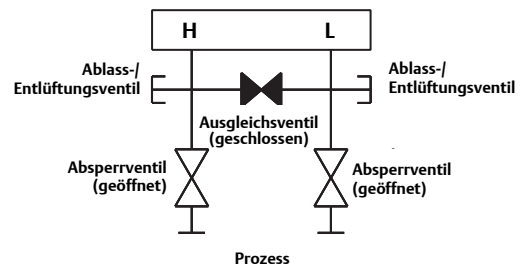 H
L
Ablass-/
Entlüftungsventil
Ablass-/
Entlüftungsventil
Ausgleichsventil
(geschlossen)
Absperrventil
(geöffnet)
Absperrventil
(geöffnet)
Prozess